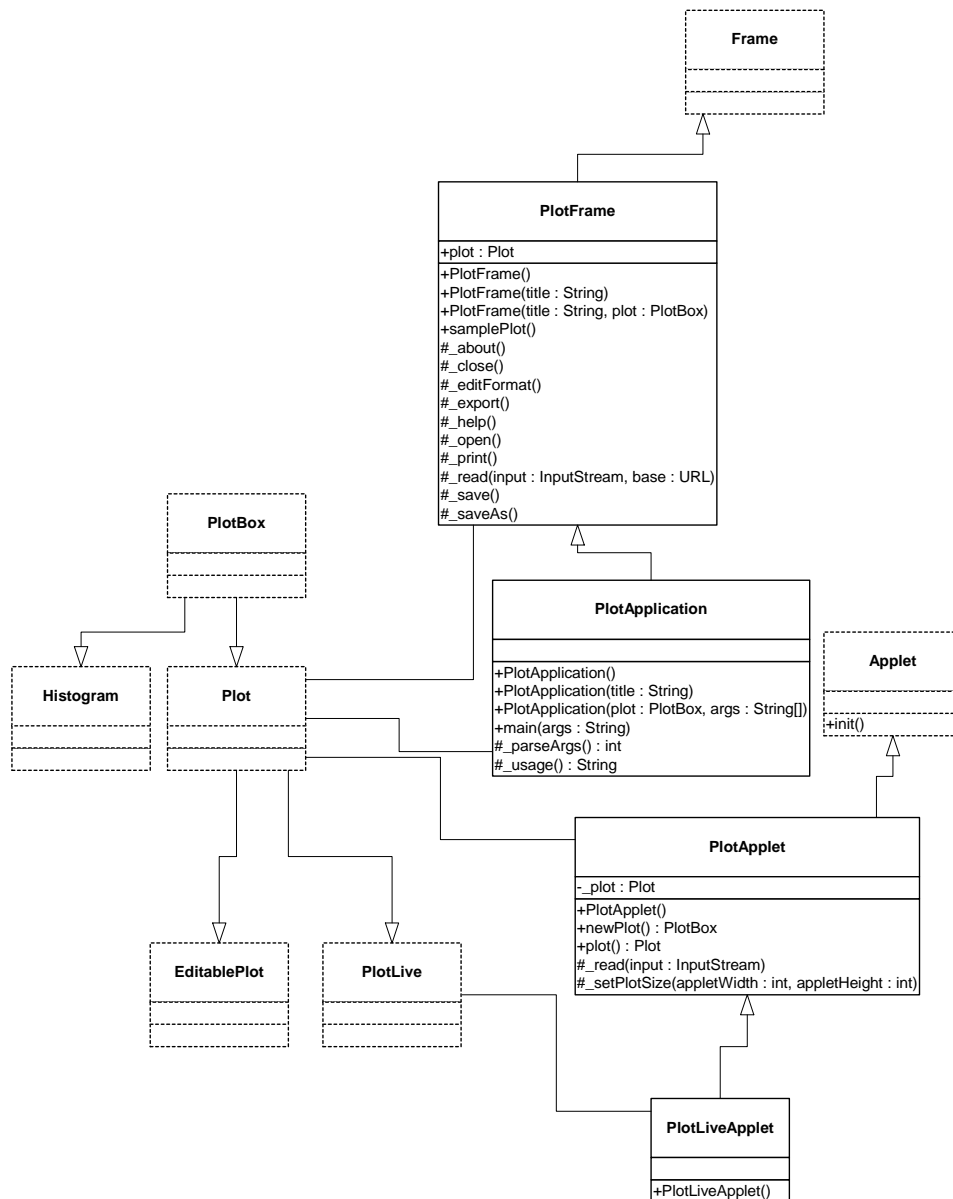 Frame
PlotFrame
+plot : Plot
+PlotFrame()
+PlotFrame(title : String)
+PlotFrame(title : String, plot : PlotBox)
+samplePlot()
#_about()
#_close()
#_editFormat()
#_export()
#_help()
#_open()
#_print()
#_read(input : InputStream, base : URL)
#_save()
#_saveAs()
PlotBox
PlotApplication
+PlotApplication()
+PlotApplication(title : String)
+PlotApplication(plot : PlotBox, args : String[])
+main(args : String)
#_parseArgs() : int
#_usage() : String
Applet
+init()
Histogram
Plot
PlotApplet
-_plot : Plot
+PlotApplet()
+newPlot() : PlotBox
+plot() : Plot
#_read(input : InputStream)
#_setPlotSize(appletWidth : int, appletHeight : int)
EditablePlot
PlotLive
PlotLiveApplet
+PlotLiveApplet()